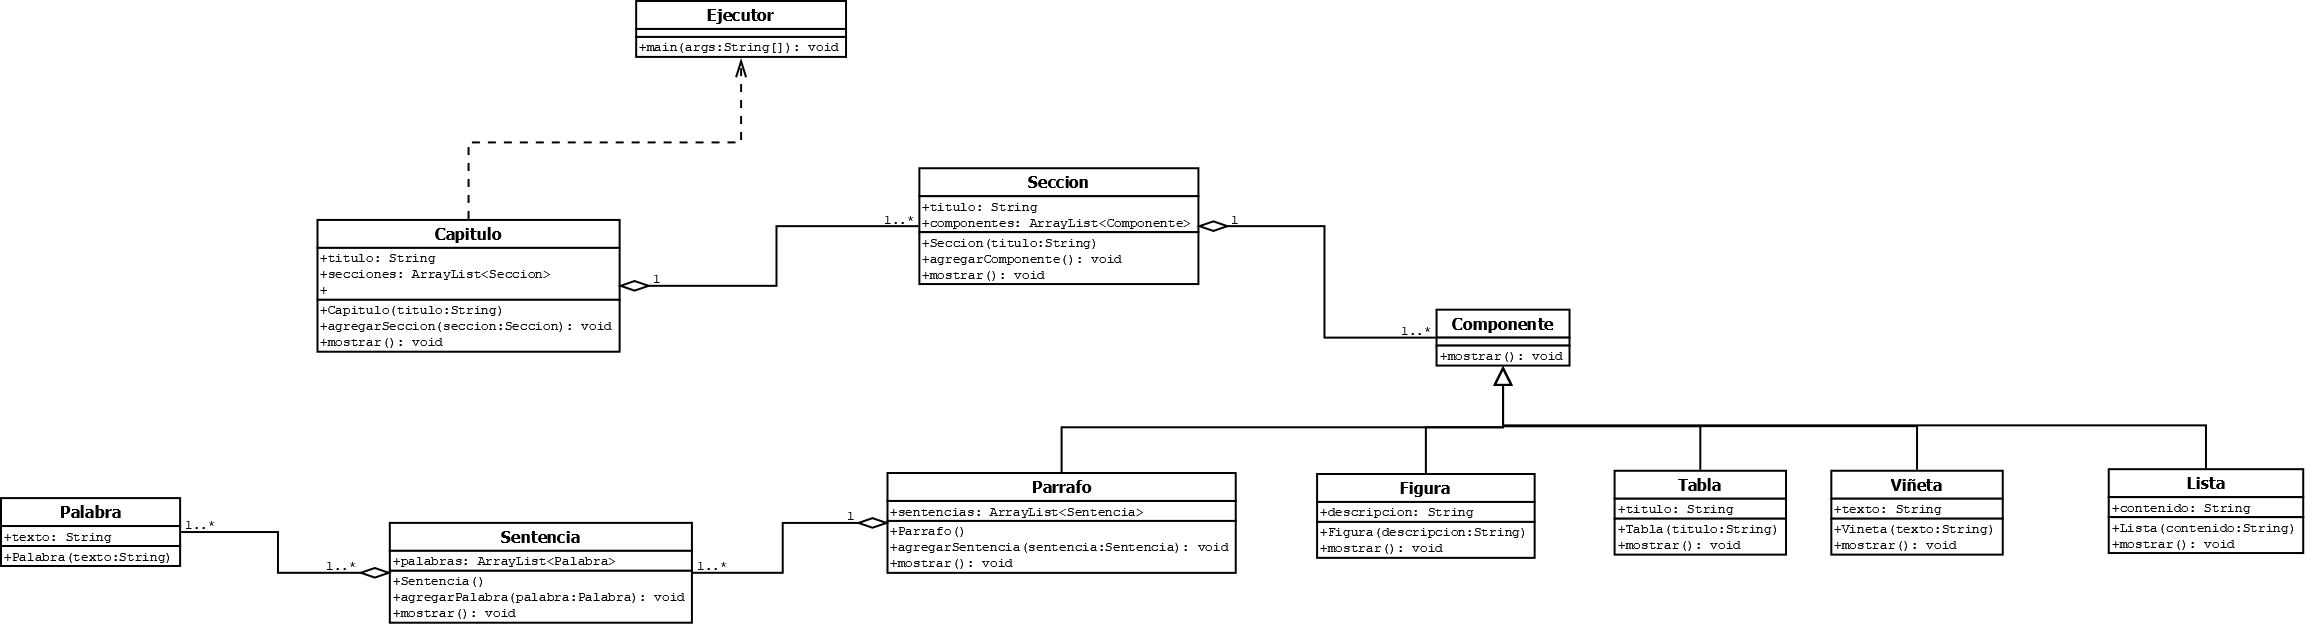 Ejecutor
+main(args:String[]): void
Seccion
+titulo: String
+componentes: ArrayList<Componente>
+Seccion(titulo:String)
+agregarComponente(): void
+mostrar(): void
1..*
1
Capitulo
+titulo: String
+secciones: ArrayList<Seccion>
+
+Capitulo(titulo:String)
+agregarSeccion(seccion:Seccion): void
+mostrar(): void
1
Componente
+mostrar(): void
1..*
Palabra
+texto: String
+Palabra(texto:String)
1..*
Sentencia
+palabras: ArrayList<Palabra>
+Sentencia()
+agregarPalabra(palabra:Palabra): void
+mostrar(): void
1..*
1..*
Parrafo
+sentencias: ArrayList<Sentencia>
+Parrafo()
+agregarSentencia(sentencia:Sentencia): void
+mostrar(): void
1
Figura
+descripcion: String
+Figura(descripcion:String)
+mostrar(): void
Tabla
+titulo: String
+Tabla(titulo:String)
+mostrar(): void
Viñeta
+texto: String
+Vineta(texto:String)
+mostrar(): void
Lista
+contenido: String
+Lista(contenido:String)
+mostrar(): void